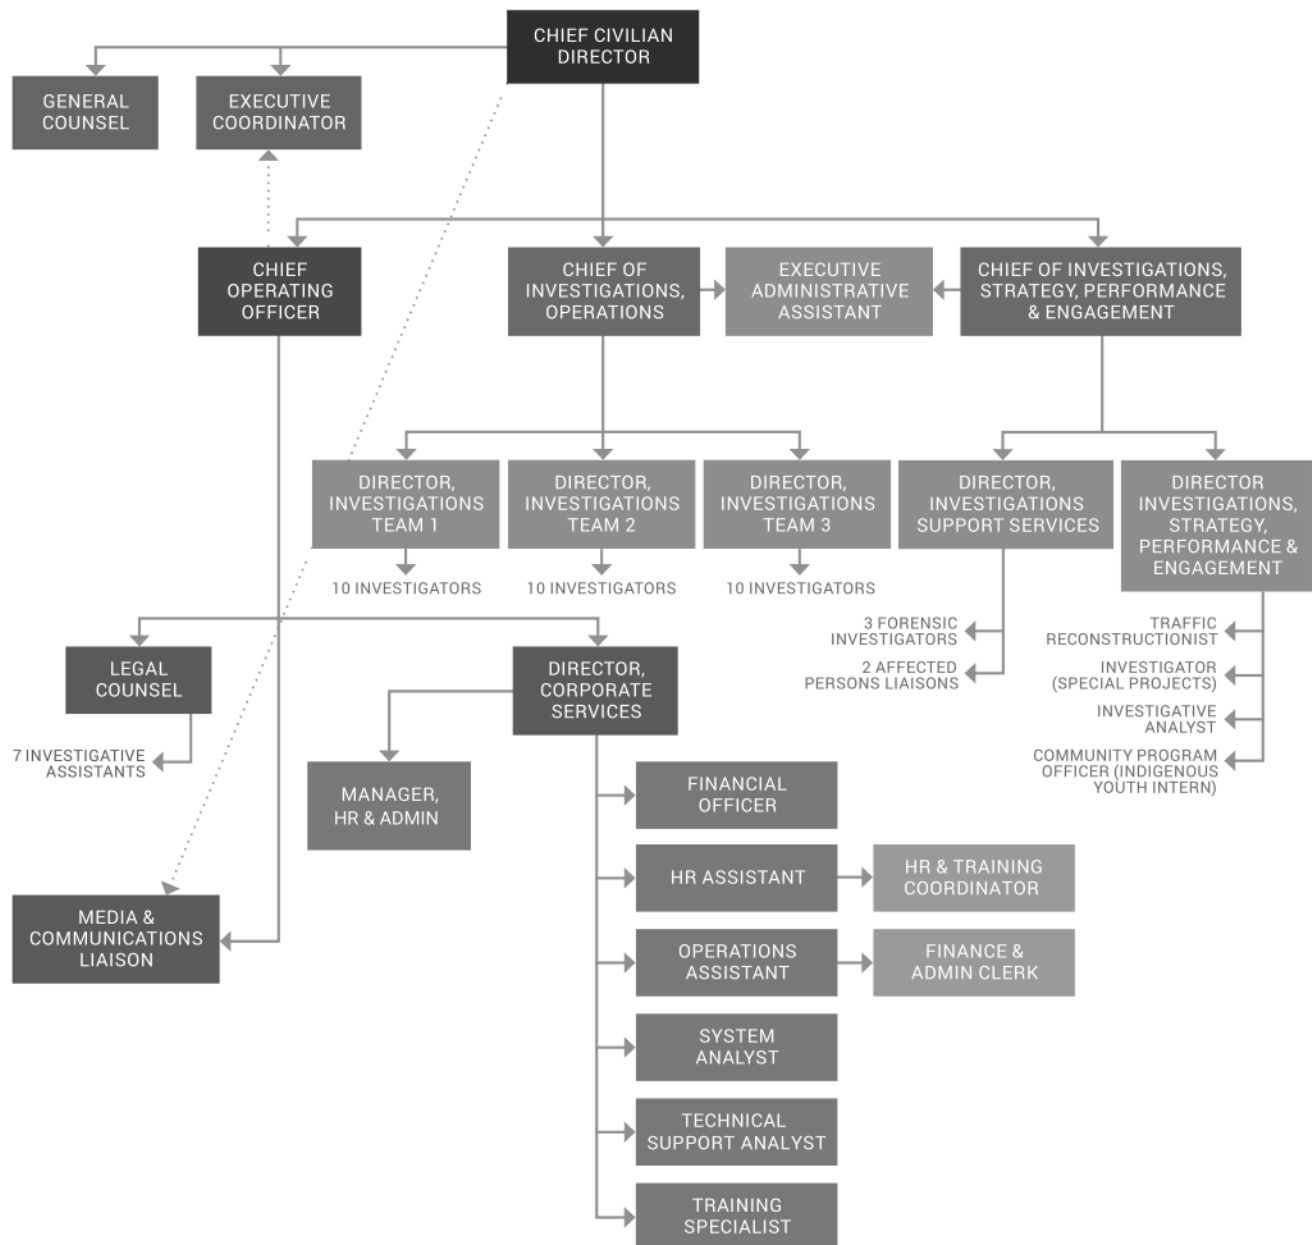 CHIEF CIVILIAN
DIRECTOR
GENERAL
COUNSEL
EXECUTIVE
COORDINATOR
CHIEF
OPERATING
OFFICER
CHIEF OF
INVESTIGATIONS,
OPERATIONS
EXECUTIVE
ADMINISTRATIVE
ASSISTANT
CHIEF OF INVESTIGATIONS,
STRATEGY, PERFORMANCE
& ENGAGEMENT
DIRECTOR,
INVESTIGATIONS
TEAM 1
DIRECTOR,
INVESTIGATIONS
TEAM 2
DIRECTOR,
INVESTIGATIONS
TEAM 3
DIRECTOR,
INVESTIGATIONS
SUPPORT SERVICES
DIRECTOR
INVESTIGATIONS,
STRATEGY,
PERFORMANCE &
ENGAGEMENT
10 INVESTIGATORS
10 INVESTIGATORS
10 INVESTIGATORS
3 FORENSIC
INVESTIGATORS
2 AFFECTED
PERSONS LIAISONS
TRAFFIC
RECONSTRUCTIONIST
INVESTIGATOR
(SPECIAL PROJECTS)
INVESTIGATIVE
ANALYST
COMMUNITY PROGRAM
OFFICER (INDIGENOUS
YOUTH INTERN)
LEGAL
COUNSEL
DIRECTOR,
CORPORATE
SERVICES
7 INVESTIGATIVE
ASSISTANTS
MANAGER,
HR & ADMIN
FINANCIAL
OFFICER
HR ASSISTANT
HR & TRAINING
COORDINATOR
MEDIA &
COMMUNICATIONS
LIAISON
OPERATIONS
ASSISTANT
FINANCE &
ADMIN CLERK
SYSTEM
ANALYST
TECHNICAL
SUPPORT ANALYST
TRAINING
SPECIALIST